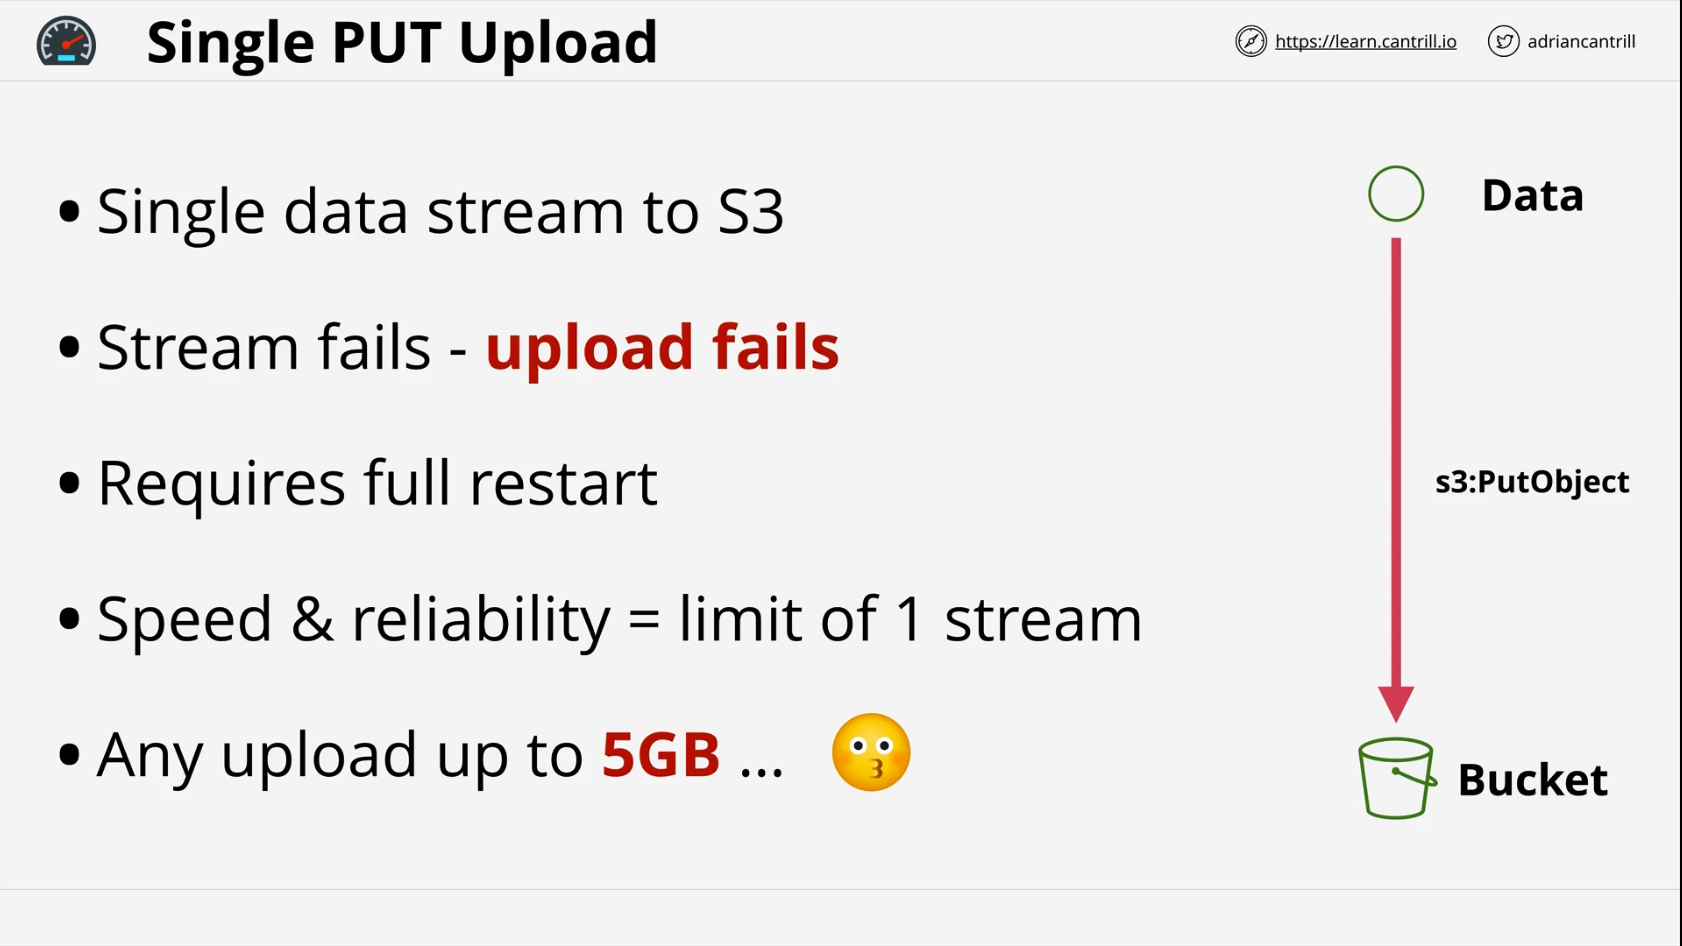 Single PUT Upload
https://learn.cantrill.io
adriancantrill
• Single data stream to S3
• Stream fails - upload fails
• Requires full restart
• Speed & reliability = limit of 1 stream
• Any upload up to 5GB ...
Data
s3:PutObject
Bucket